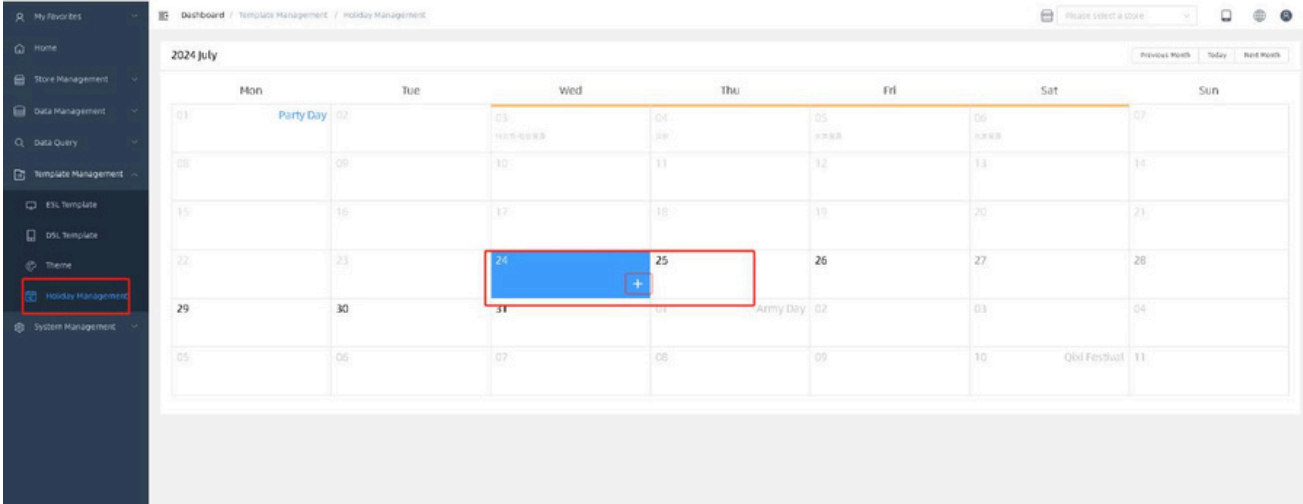 My Favorites
Dashboard / Template Management / Holiday Management
Please select a store
Home
Store Management
Data Management
Data Query
Template Management
ESL Template
DSL Template
Theme
Holiday Management
System Management
2024 July
Previous Month Today Next Month
Mon Tue Wed Thu Fri Sat Sun
01 Party Day 02 03 04 05 06 07
08 09 10 11 12 13 14
15 16 17 18 19 20 21
22 23 24 25 26 27 28
+
29 30 31 01 Army Day 02 03 04
05 06 07 08 09 10 Qixi Festival 11